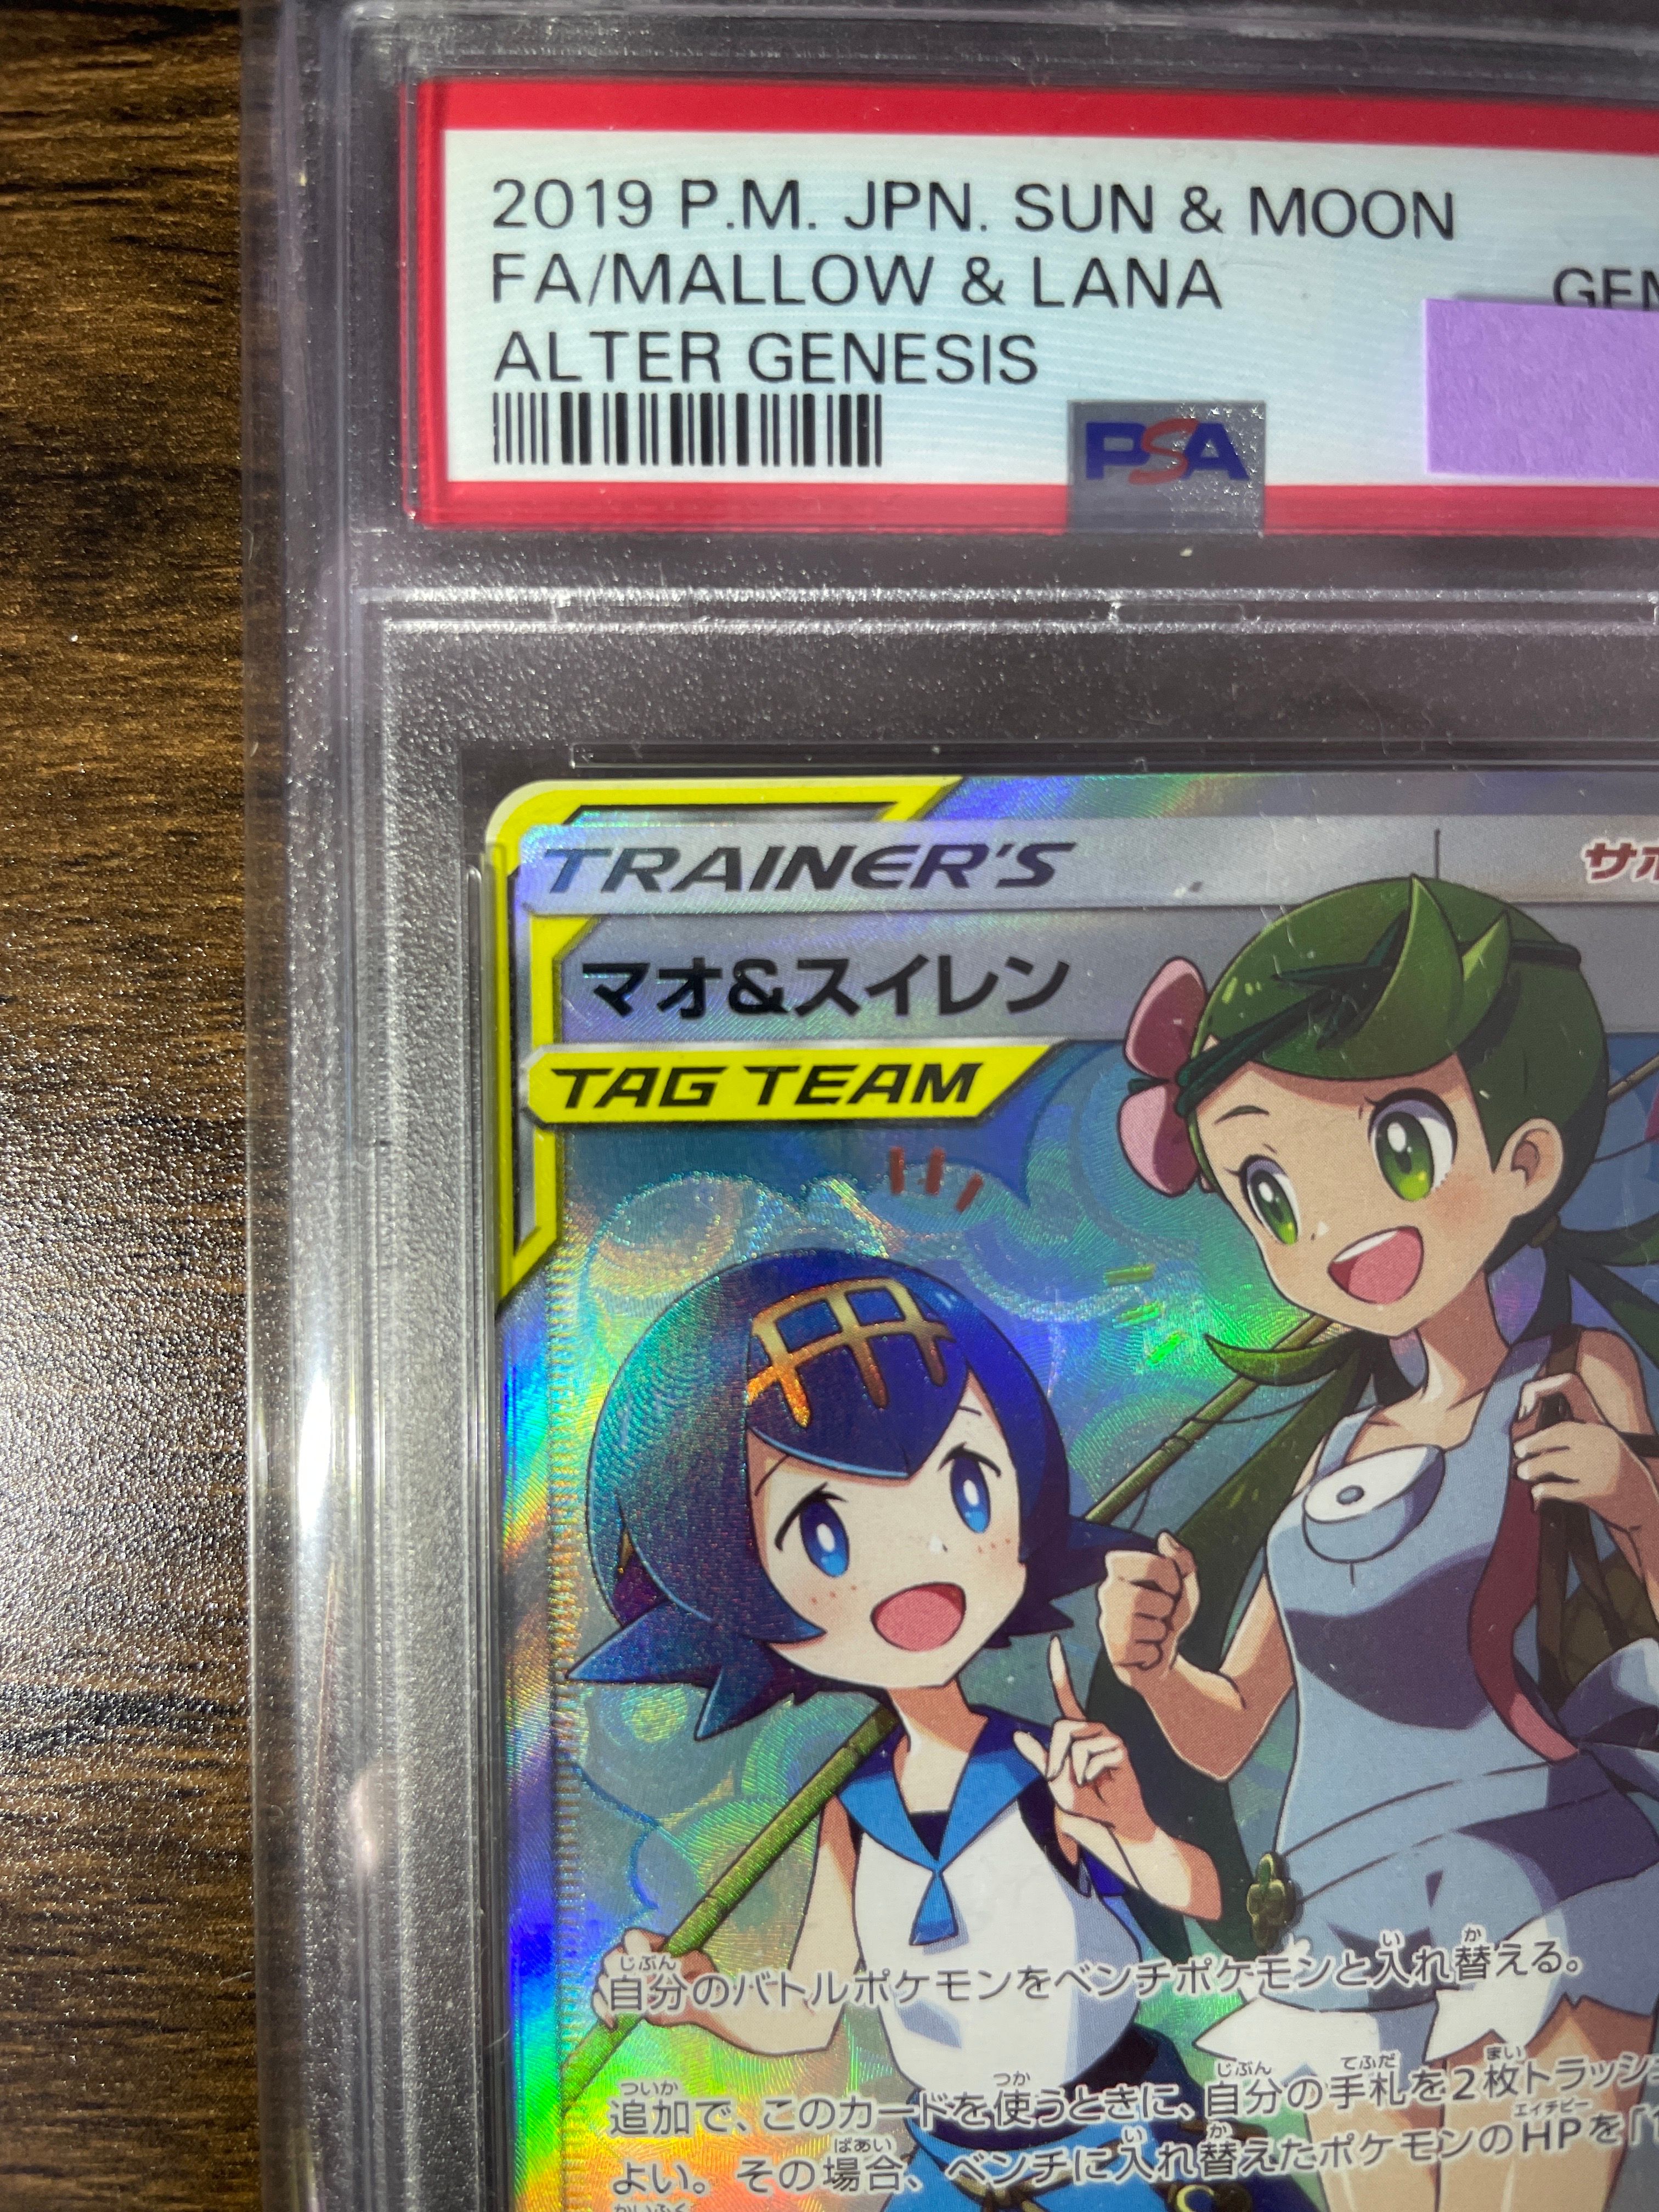 2019 P.M. JPN. SUN & MOON
FA/MALLOW & LANA
ALTER GENESIS
PSA
TRAINER'S
マオ&スイレン
TAG TEAM
じぶん い か
自分のバトルポケモンをベンチポケモンと入れ替える。
ついか つか じぶん てふだ まい
追加で、このカードを使うときに、自分の手札を2枚トラッシ
ばあい い か エイチピー
よい。その場合、ベンチに入れ替えたポケモンのHPを「1
かいふく